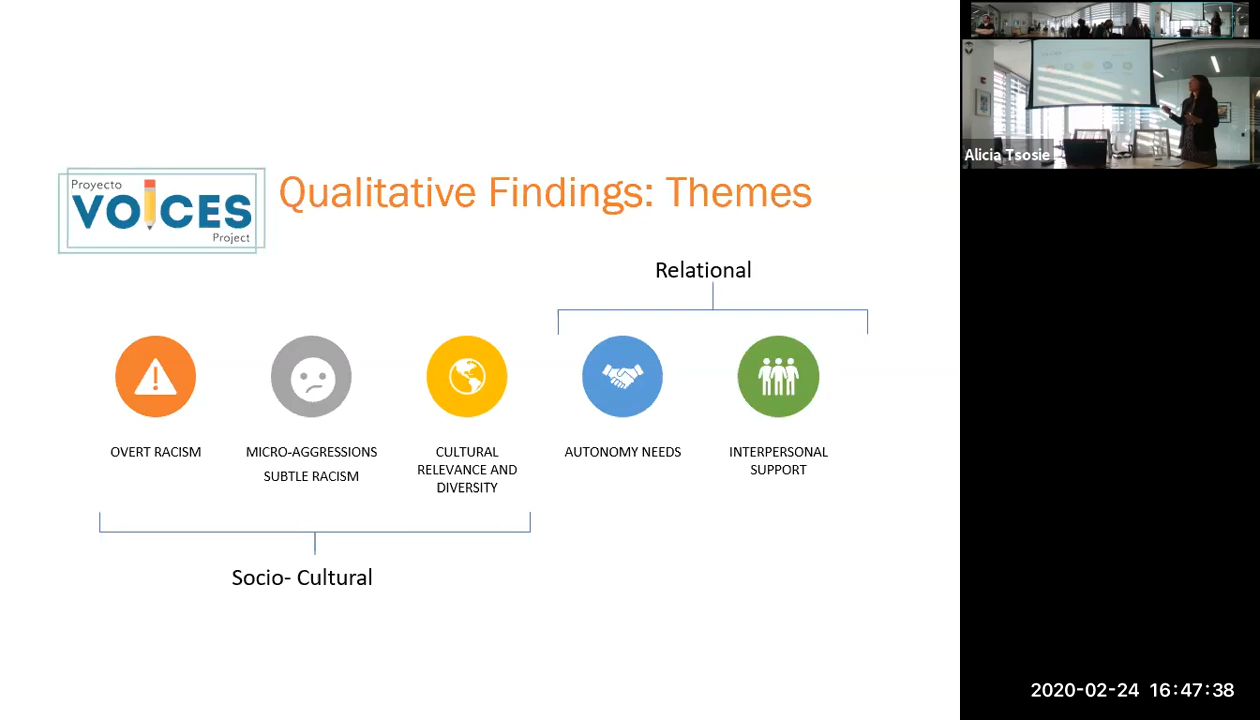 Proyecto
VOICES
Project
Qualitative Findings: Themes
Relational
OVERT RACISM
MICRO-AGGRESSIONS
SUBTLE RACISM
CULTURAL
RELEVANCE AND
DIVERSITY
AUTONOMY NEEDS
INTERPERSONAL
SUPPORT
Socio- Cultural
Alicia Tsosie
2020-02-24 16:47:38